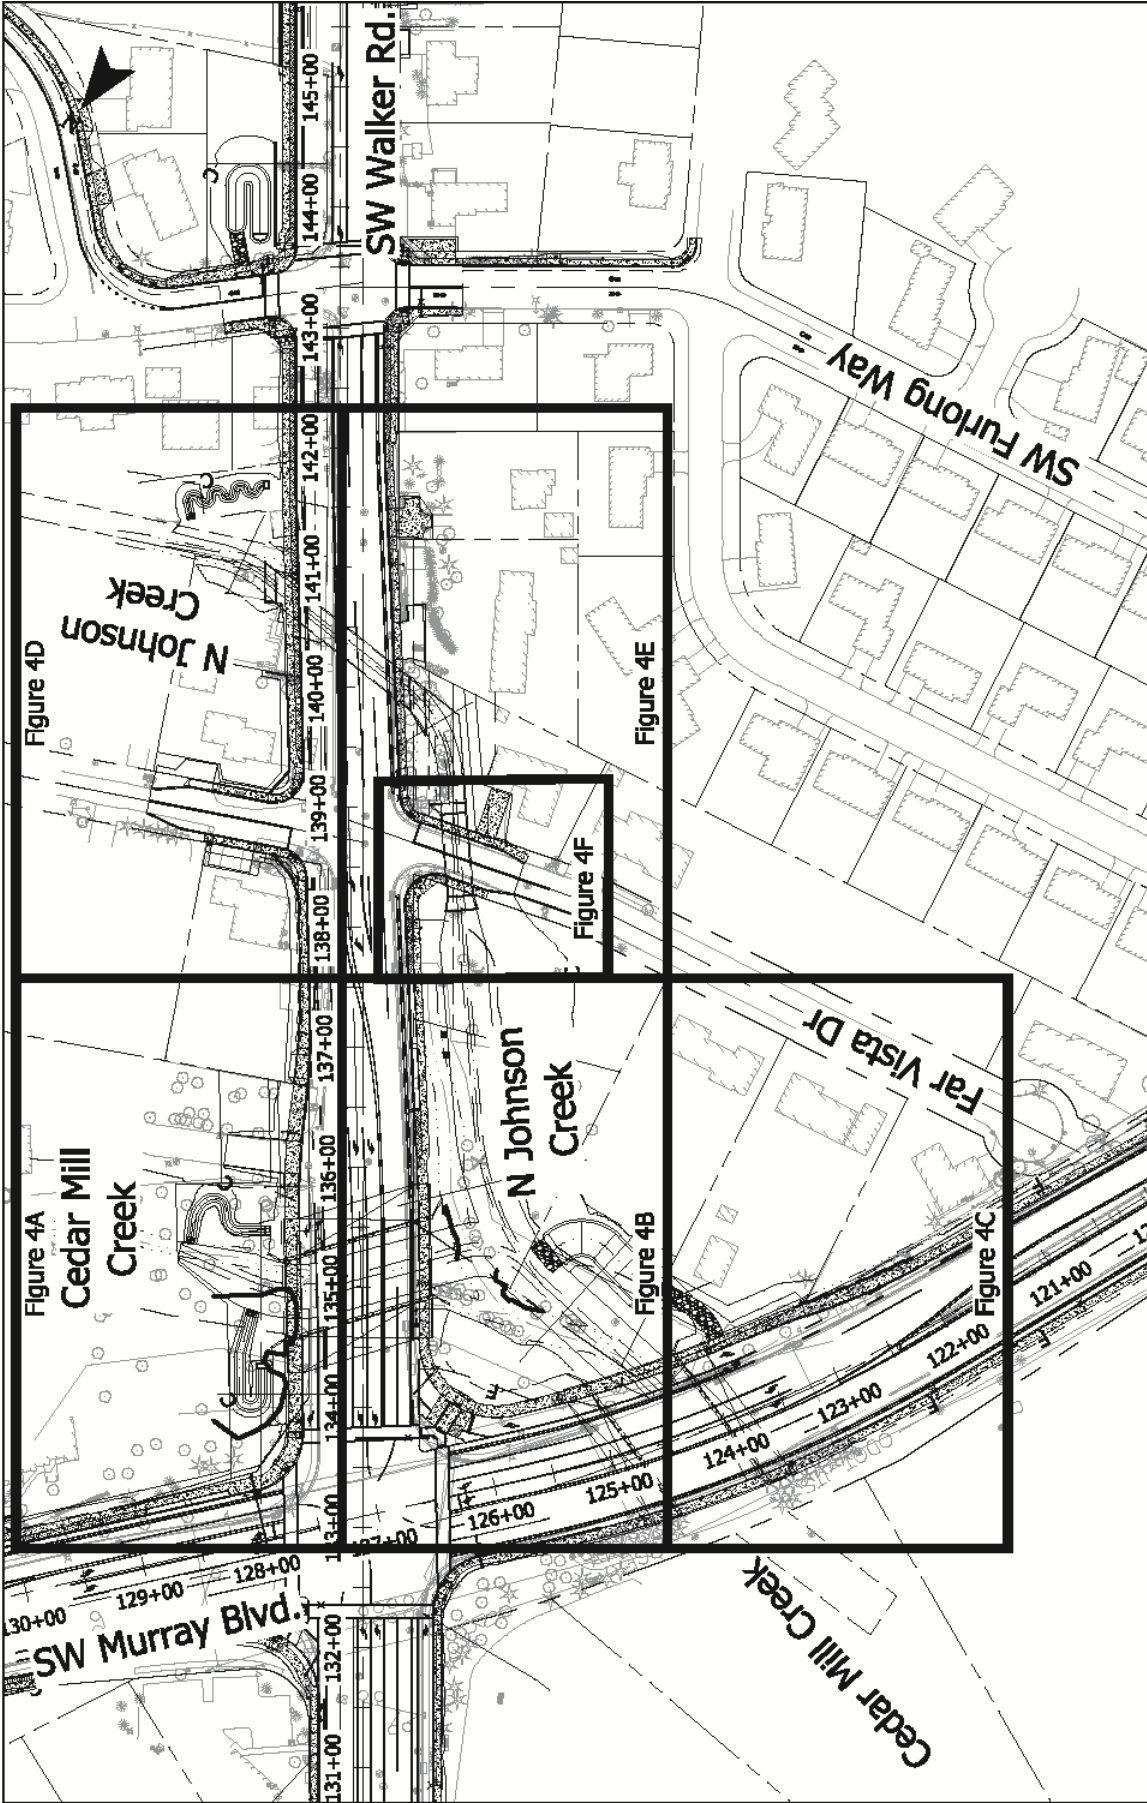 SW Walker Rd.
145+00
144+00
143+00
142+00
141+00
140+00
139+00
138+00
137+00
136+00
135+00
134+00
133+00
132+00
131+00
SW Furlong Way
N Johnson
Creek
Figure 4D
Figure 4E
Figure 4F
Far Vista Dr
N Johnson
Creek
Cedar Mill
Creek
Figure 4A
Figure 4B
Figure 4C
121+00
122+00
123+00
124+00
125+00
126+00
127+00
128+00
129+00
130+00
SW Murray Blvd.
Cedar Mill Creek
C
C
C
C
F
F
F
F